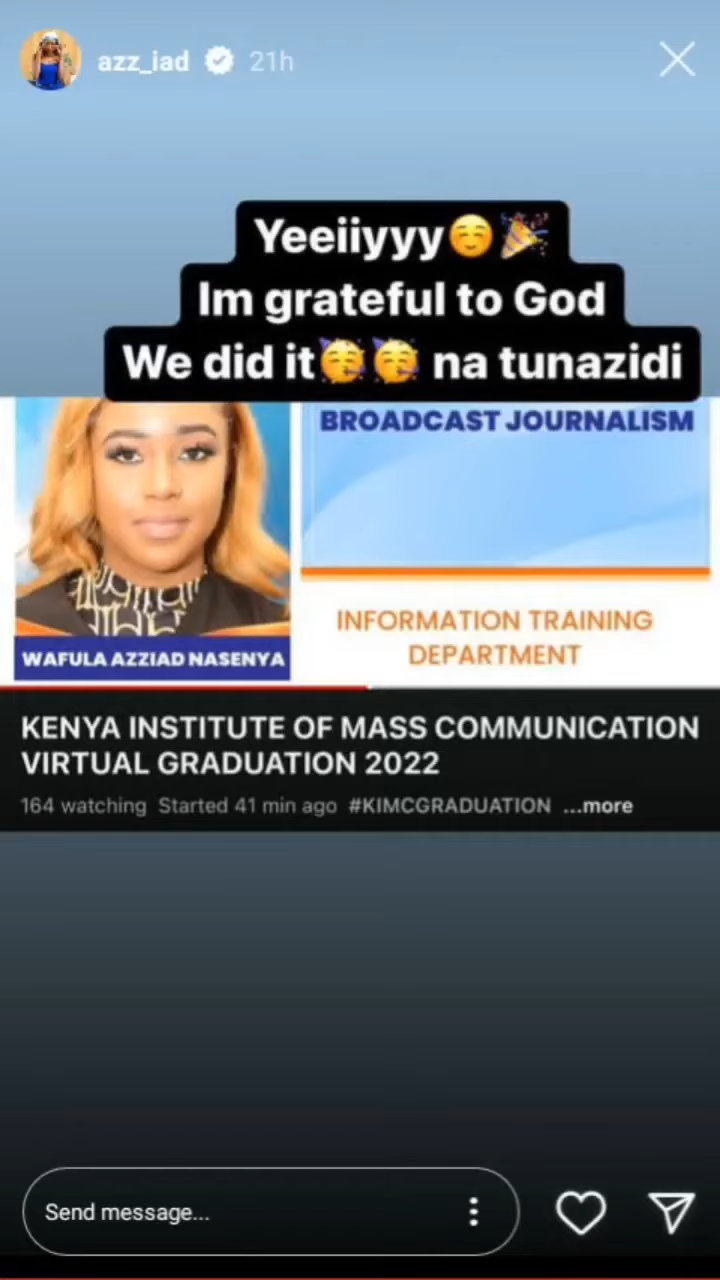 azz_iad 21h
Yeeiiyyy☺️🎉
Im grateful to God
We did it🥳🥳 na tunazidi
BROADCAST JOURNALISM
INFORMATION TRAINING
DEPARTMENT
WAFULA AZZIAD NASENYA
KENYA INSTITUTE OF MASS COMMUNICATION
VIRTUAL GRADUATION 2022
164 watching Started 41 min ago #KIMCGRADUATION ...more
Send message...